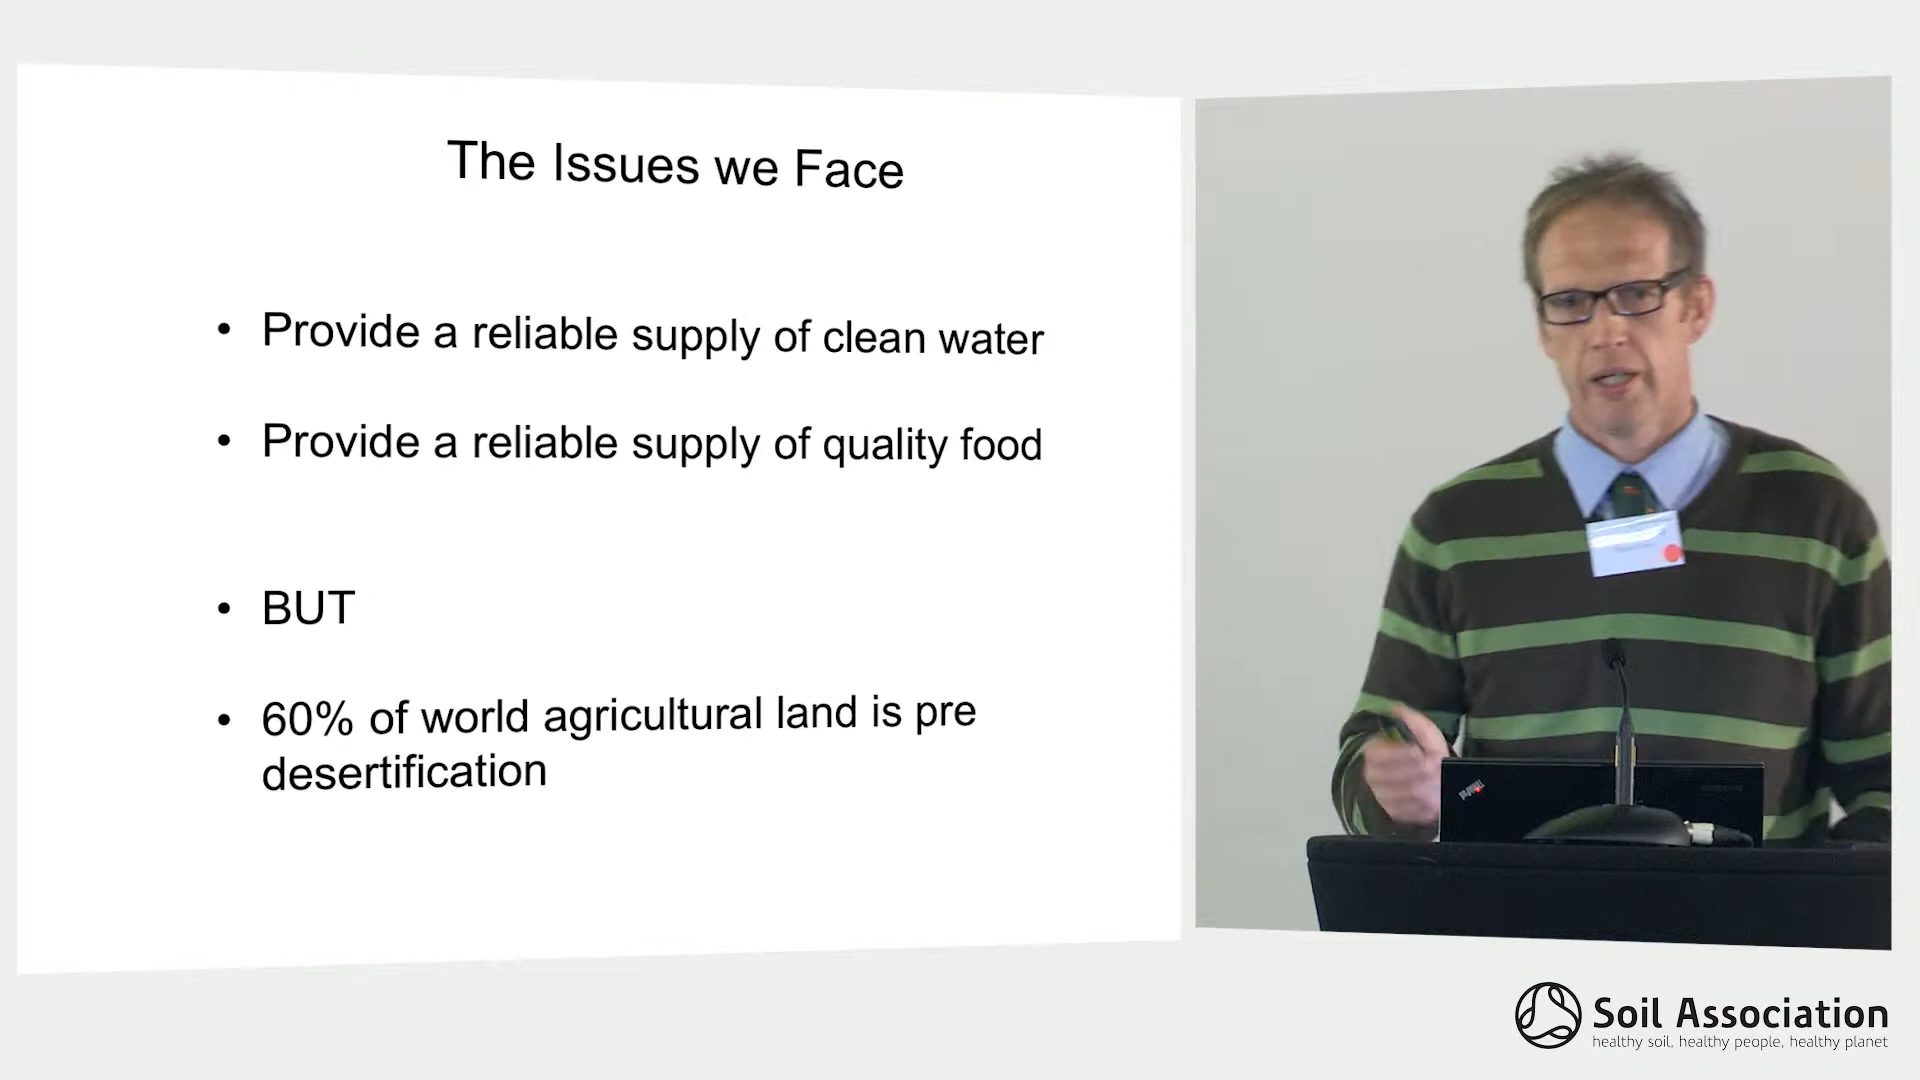 The Issues we Face
• Provide a reliable supply of clean water
• Provide a reliable supply of quality food
• BUT
• 60% of world agricultural land is pre
desertification
Soil Association
healthy soil, healthy people, healthy planet